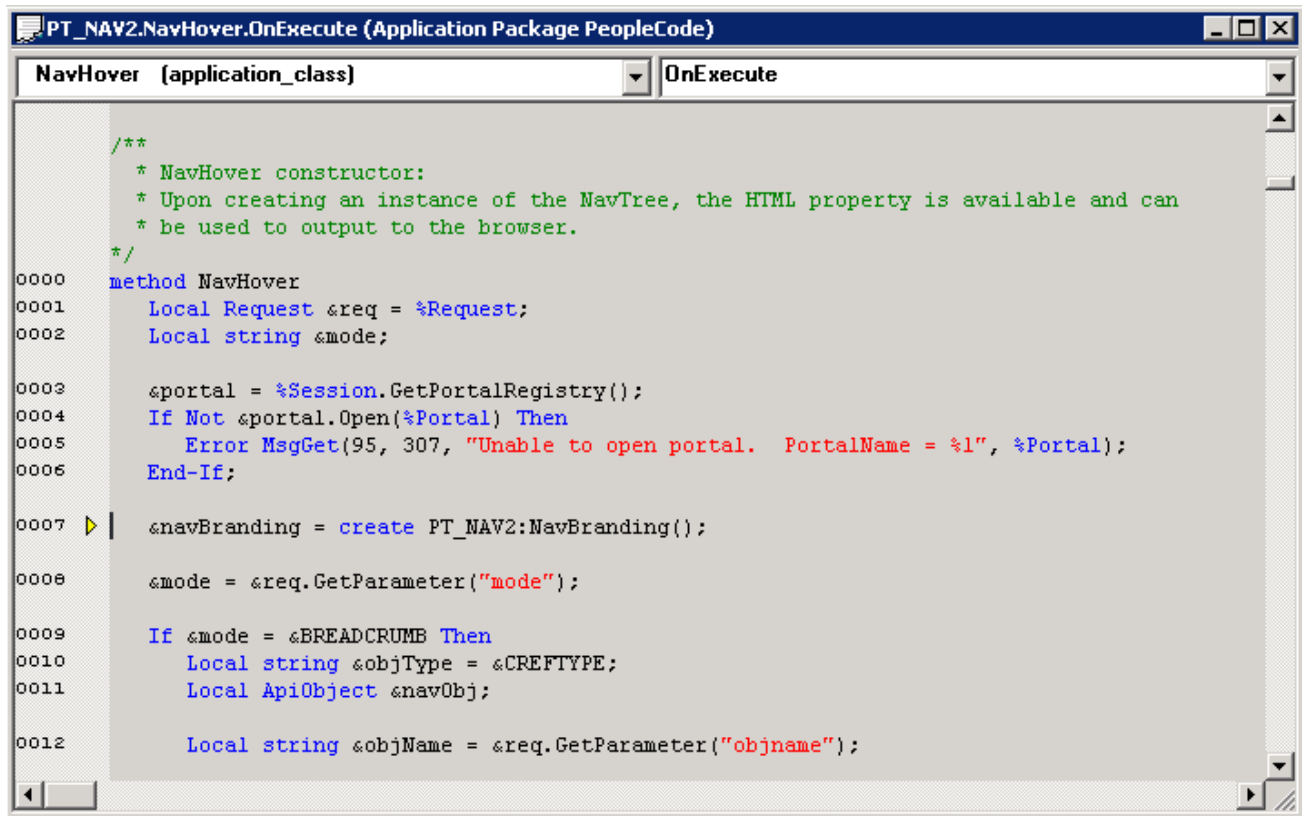 PT_NAV2.NavHover.OnExecute (Application Package PeopleCode)
NavHover (application_class) OnExecute
/**
* NavHover constructor:
* Upon creating an instance of the NavTree, the HTML property is available and can
* be used to output to the browser.
*/
0000 method NavHover
0001 Local Request &req = %Request;
0002 Local string &mode;
0003 &portal = %Session.GetPortalRegistry();
0004 If Not &portal.Open(%Portal) Then
0005 Error MsgGet(95, 307, "Unable to open portal.  PortalName = %1", %Portal);
0006 End-If;
0007 &navBranding = create PT_NAV2:NavBranding();
0008 &mode = &req.GetParameter("mode");
0009 If &mode = &BREADCRUMB Then
0010 Local string &objType = &CREFTYPE;
0011 Local ApiObject &navObj;
0012 Local string &objName = &req.GetParameter("objname");